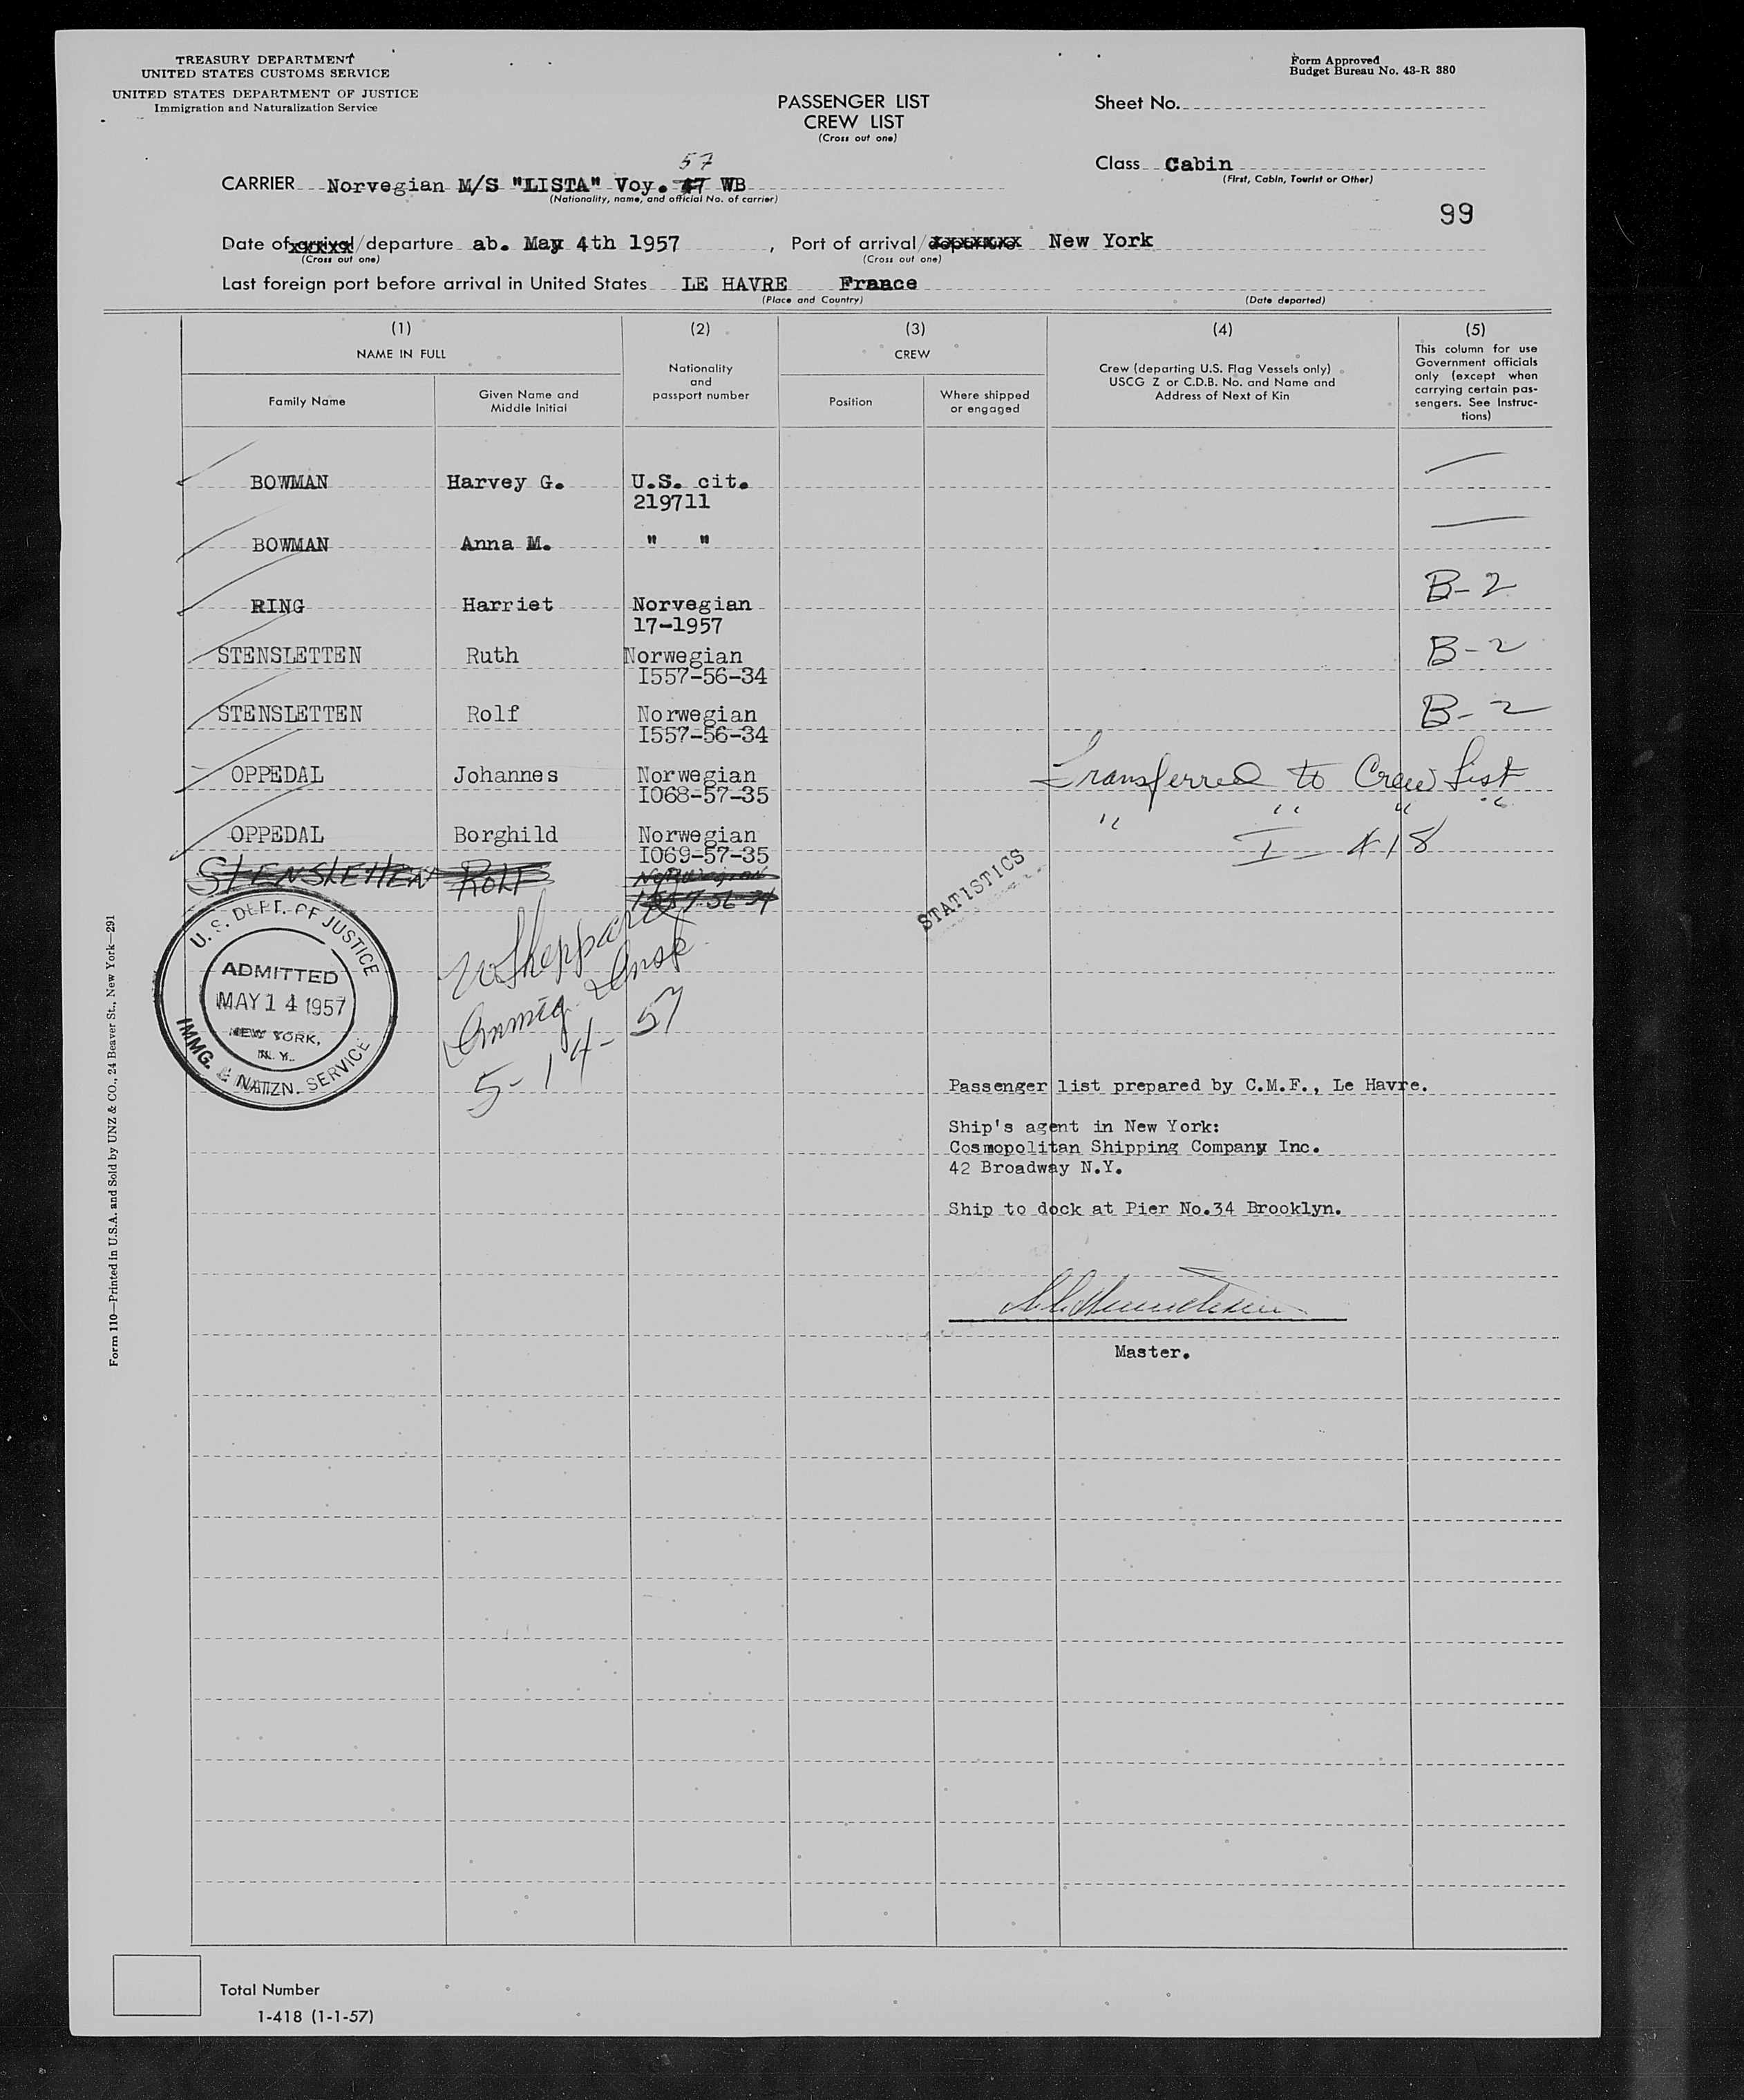 TREASURY DEPARTMENT
UNITED STATES CUSTOMS SERVICE
UNITED STATES DEPARTMENT OF JUSTICE
Immigration and Naturalization Service
Form Approved
Budget Bureau No. 43-R 380
PASSENGER LIST
CREW LIST
(Cross out one)
Sheet No.
Class Cabin
(First, Cabin, Tourist or Other)
57
CARRIER Norvegian M/S "LISTA" Voy. 47 WB
(Nationality, name, and official No. of carrier)
99
Date of arrival/departure ab. May 4th 1957, Port of arrival/departure New York
(Cross out one) (Cross out one)
Last foreign port before arrival in United States LE HAVRE France
(Place and Country) (Date departed)
(1) (2) (3) (4) (5)
NAME IN FULL
Family Name
Given Name and
Middle Initial
Nationality
and
passport number
CREW
Position
Where shipped
or engaged
Crew (departing U.S. Flag Vessels only)
USCG Z or C.D.B. No. and Name and
Address of Next of Kin
This column for use
Government officials
only (except when
carrying certain pas-
sengers. See Instruc-
tions)
BOWMAN Harvey G. U.S. cit.
219711
BOWMAN Anna M. " "
RING Harriet Norvegian B-2
17-1957
STENSLETTEN Ruth Norwegian B-2
I557-56-34
STENSLETTEN Rolf Norwegian B-2
I557-56-34
OPPEDAL Johannes Norwegian Transferred to Crew List
I068-57-35
" " " "
OPPEDAL Borghild Norwegian I-418
I069-57-35
STENSLETTEN ROLF NORWEGIAN
1557-56-34
STATISTICS
U.S. DEPT. OF JUSTICE
ADMITTED
MAY 14 1957
NEW YORK,
N.Y.
IMMG. & NATZN. SERVICE
Sheppard
Immig. Insp.
5-14-57
Passenger list prepared by C.M.F., Le Havre.
Ship's agent in New York:
Cosmopolitan Shipping Company Inc.
42 Broadway N.Y.
Ship to dock at Pier No.34 Brooklyn.
Master.
Form 110—Printed in U.S.A. and Sold by UNZ & CO., 24 Beaver St., New York—291
Total Number
1-418 (1-1-57)